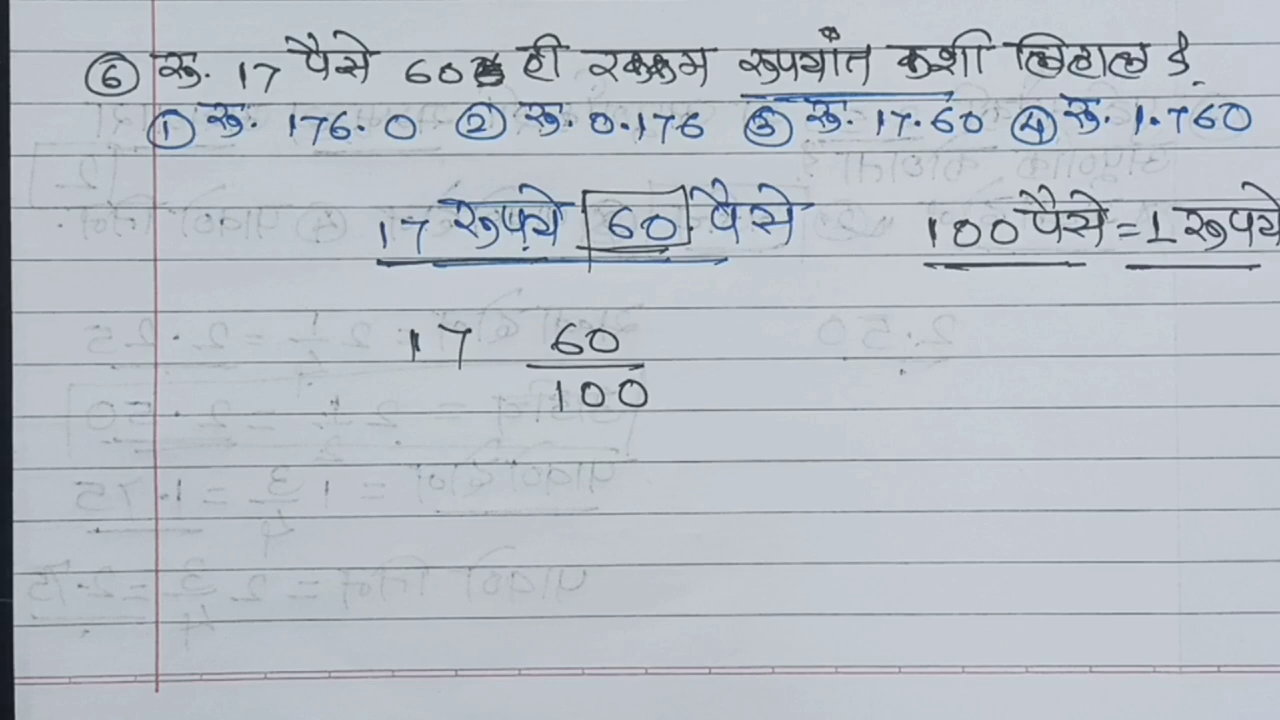 ⑥ रु. 17 पैसे 60 ही रक्कम रुपयांत कशी लिहाल ?
① रु. 176.0 ② रु. 0.176 ③ रु. 17.60 ④ रु. 1.760
17 रुपये 60 पैसे 100 पैसे = 1 रुपये
17 60
100